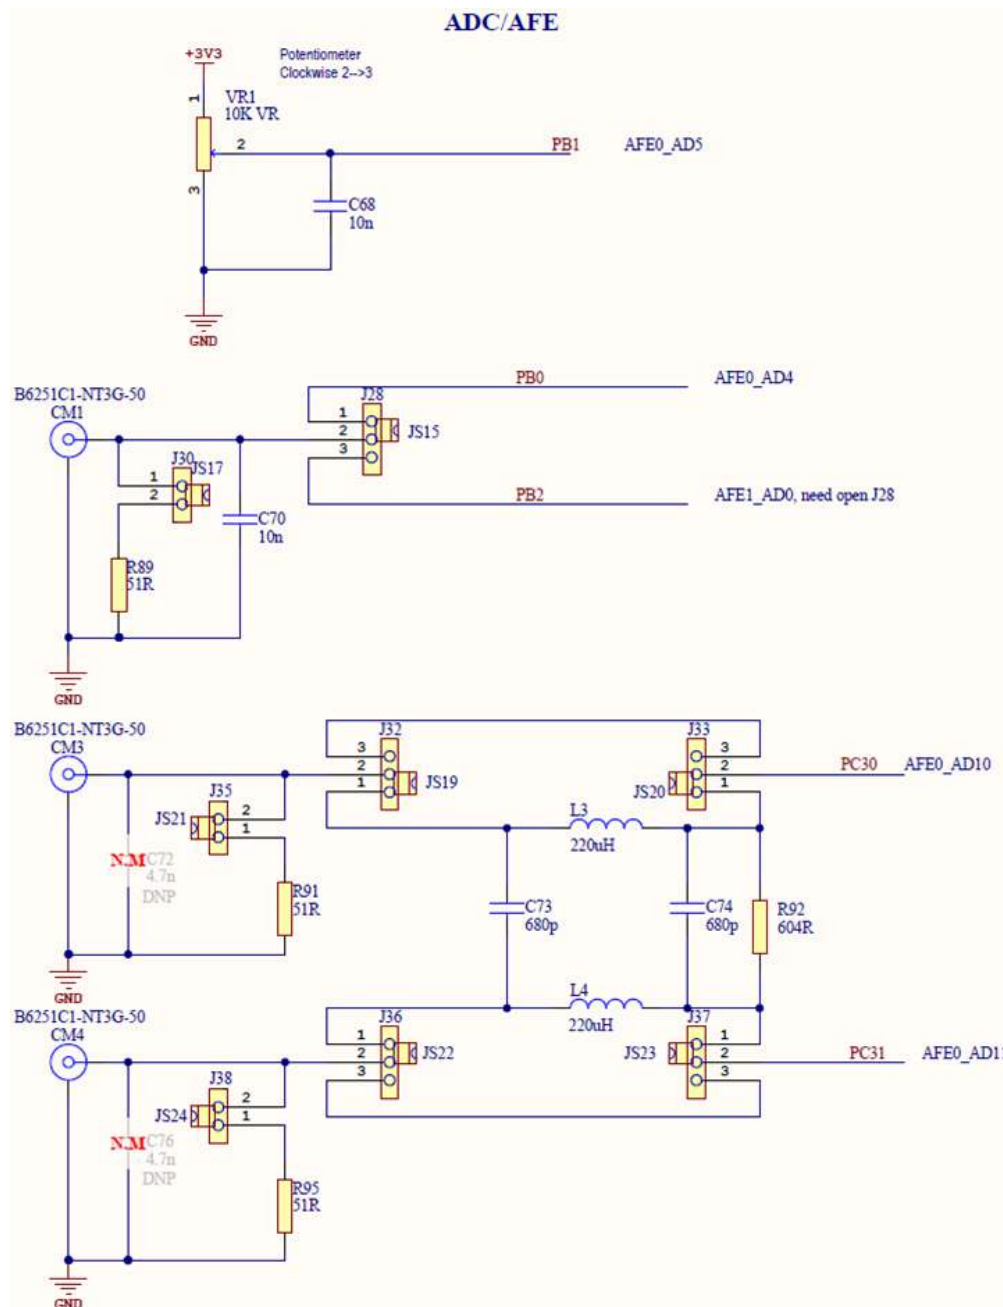 ADC/AFE
+3V3
Potentiometer
Clockwise 2-->3
1
VR1
10K VR
2
PB1
AFE0_AD5
3
C68
10n
GND
B6251C1-NT3G-50
CM1
PB0
AFE0_AD4
J28
1
2
3
JS15
J30
JS17
1
2
C70
10n
PB2
AFE1_AD0, need open J28
R89
51R
GND
B6251C1-NT3G-50
CM3
J32
3
2
1
JS19
J33
3
2
1
JS20
PC30
AFE0_AD10
J35
JS21
2
1
L3
220uH
N.M
C72
4.7n
DNP
R91
51R
C73
680p
C74
680p
R92
604R
GND
B6251C1-NT3G-50
CM4
L4
220uH
J36
1
2
3
JS22
J37
1
2
3
JS23
PC31
AFE0_AD11
J38
JS24
2
1
N.M
C76
4.7n
DNP
R95
51R
GND